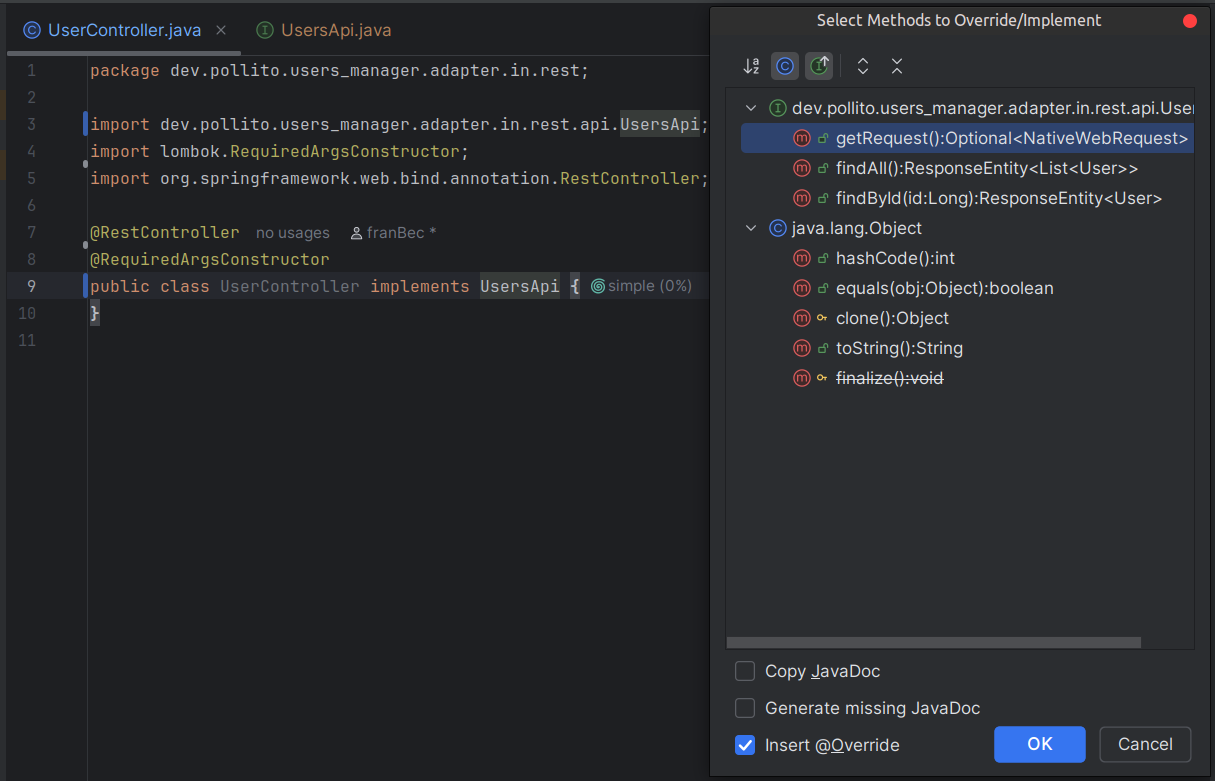 UserController.java
UsersApi.java
1 package dev.pollito.users_manager.adapter.in.rest;
2
3 import dev.pollito.users_manager.adapter.in.rest.api.UsersApi;
4 import lombok.RequiredArgsConstructor;
5 import org.springframework.web.bind.annotation.RestController;
6
7 @RestController no usages franBec *
8 @RequiredArgsConstructor
9 public class UserController implements UsersApi { simple (0%)
10 }
11
Select Methods to Override/Implement
dev.pollito.users_manager.adapter.in.rest.api.User
getRequest():Optional<NativeWebRequest>
findAll():ResponseEntity<List<User>>
findById(id:Long):ResponseEntity<User>
java.lang.Object
hashCode():int
equals(obj:Object):boolean
clone():Object
toString():String
finalize():void
Copy JavaDoc
Generate missing JavaDoc
Insert @Override
OK
Cancel